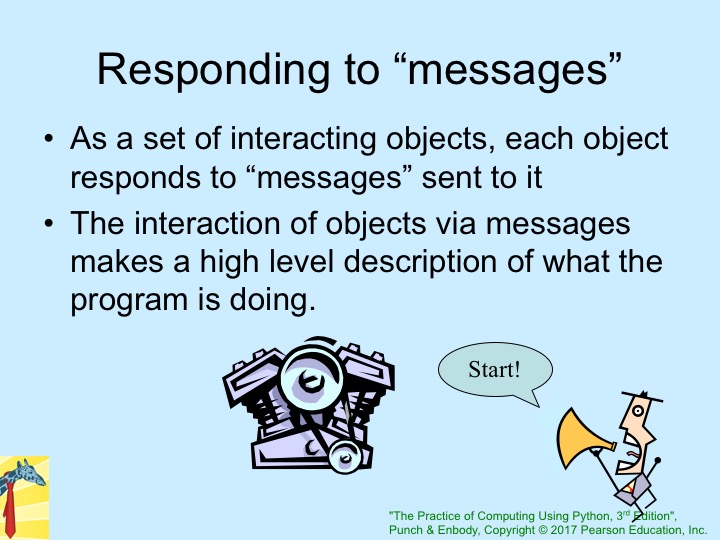 Responding to “messages”
• As a set of interacting objects, each object
responds to “messages” sent to it
• The interaction of objects via messages
makes a high level description of what the
program is doing.
Start!
"The Practice of Computing Using Python, 3rd Edition",
Punch & Enbody, Copyright © 2017 Pearson Education, Inc.